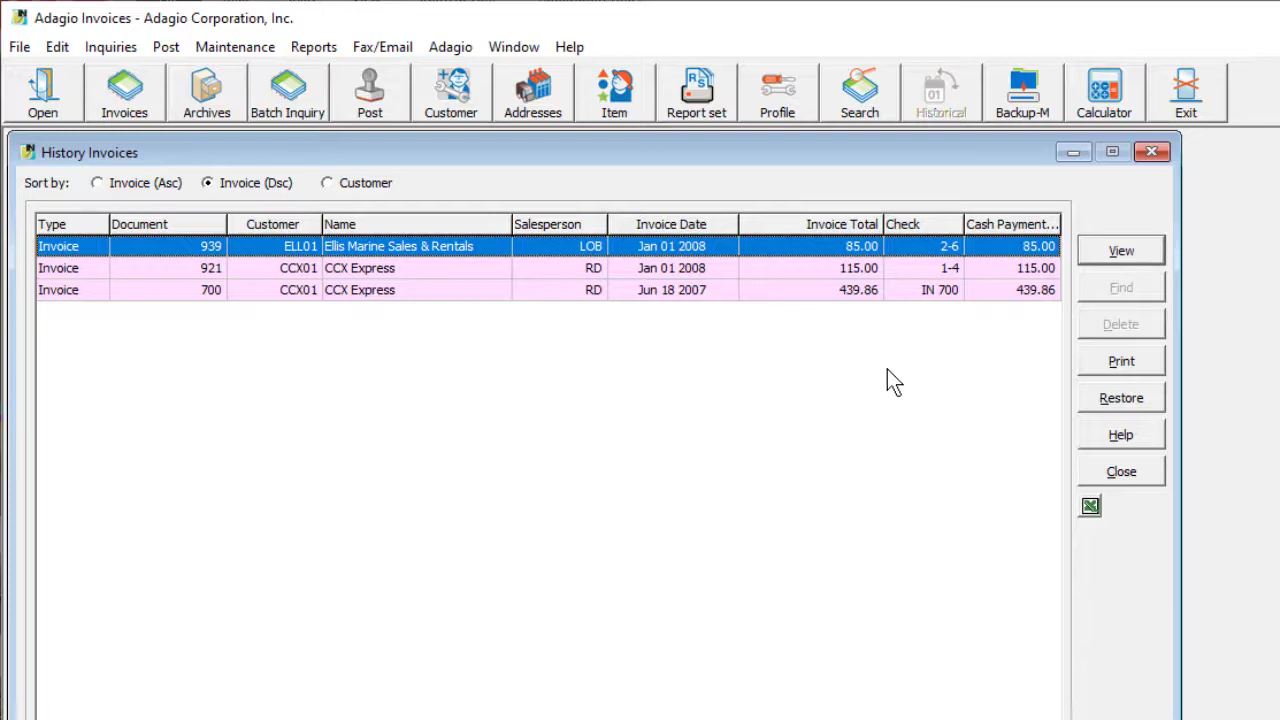 Adagio Invoices - Adagio Corporation, Inc.
File Edit Inquiries Post Maintenance Reports Fax/Email Adagio Window Help
Open Invoices Archives Batch Inquiry Post Customer Addresses Item Report set Profile Search Historical Backup-M Calculator Exit
History Invoices
Sort by: Invoice (Asc) Invoice (Dsc) Customer
Type Document Customer Name Salesperson Invoice Date Invoice Total Check Cash Payment...
Invoice 939 ELL01 Ellis Marine Sales & Rentals LOB Jan 01 2008 85.00 2-6 85.00
Invoice 921 CCX01 CCX Express RD Jan 01 2008 115.00 1-4 115.00
Invoice 700 CCX01 CCX Express RD Jun 18 2007 439.86 IN 700 439.86
View
Find
Delete
Print
Restore
Help
Close